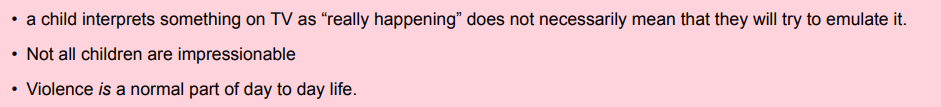 • a child interprets something on TV as “really happening” does not necessarily mean that they will try to emulate it.
• Not all children are impressionable
• Violence is a normal part of day to day life.